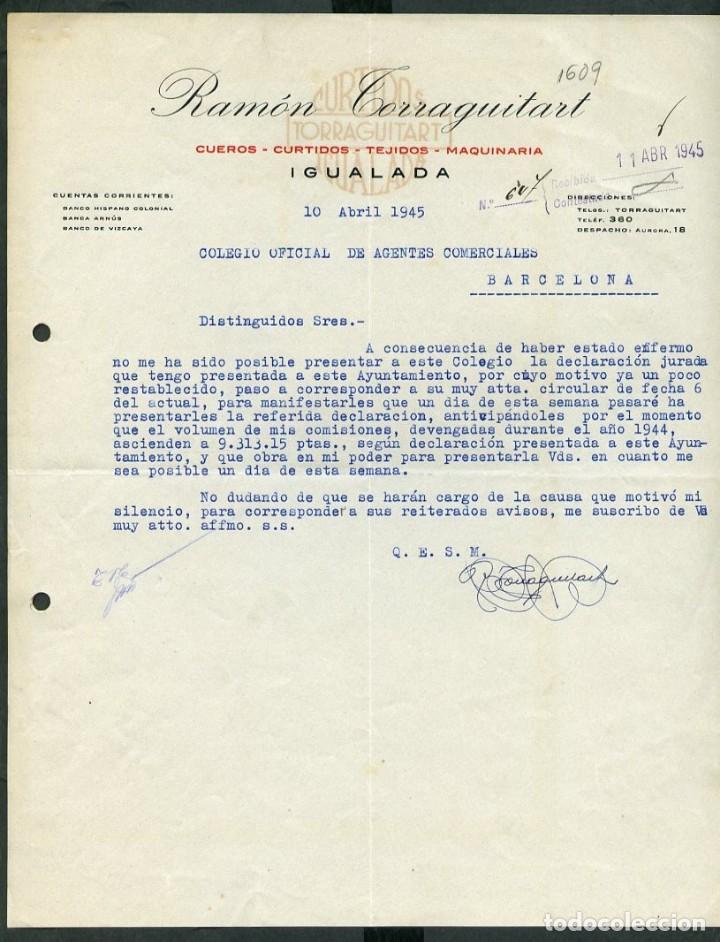 1609
Ramón Torraguitart
CURTIDOS
TORRAGUITART
IGUALADA
CUEROS - CURTIDOS - TEJIDOS - MAQUINARIA
IGUALADA
11 ABR 1945
Recibida
N.º 607
Contestada
CUENTAS CORRIENTES:
BANCO HISPANO COLONIAL
BANCA ARNÚS
BANCO DE VIZCAYA
DIRECCIONES:
TELGS.: TORRAGUITART
TELÉF. 360
DESPACHO: AURORA, 18
10 Abril 1945
COLEGIO OFICIAL DE AGENTES COMERCIALES
BARCELONA
Distinguidos Sres.-
A consecuencia de haber estado enfermo
no me ha sido posible presentar a este Colegio la declaración jurada
que tengo presentada a este Ayuntamiento, por cuyo motivo ya un poco
restablecido, paso a corresponder a su muy atta. circular de fecha 6
del actual, para manifestarles que un dia de esta semana pasaré ha
presentarles la referida declaracion, anticipándoles por el momento
que el volumen de mis comisiones, devengadas durante el año 1944,
ascienden a 9.313.15 ptas., según declaración presentada a este Ayun-
tamiento, y que obra en mi poder para presentarla Vds. en cuanto me
sea posible un dia de esta semana.
No dudando de que se harán cargo de la causa que motivó mi
silencio, para corresponder a sus reiterados avisos, me suscribo de Vd
muy atto. affmo. s.s.
Q. E. S. M.
R. Torraguitart
todocoleccion.net